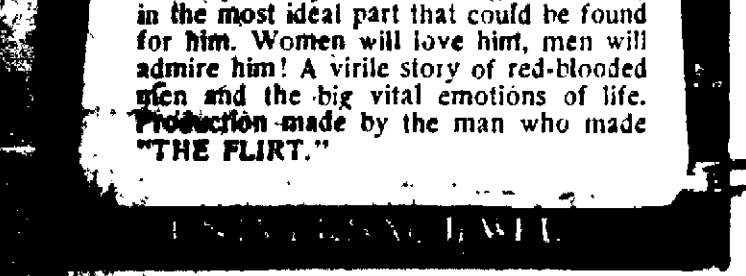 in the most ideal part that could be found
for him. Women will love him, men will
admire him! A virile story of red-blooded
men and the big vital emotions of life.
Production made by the man who made
"THE FLIRT."